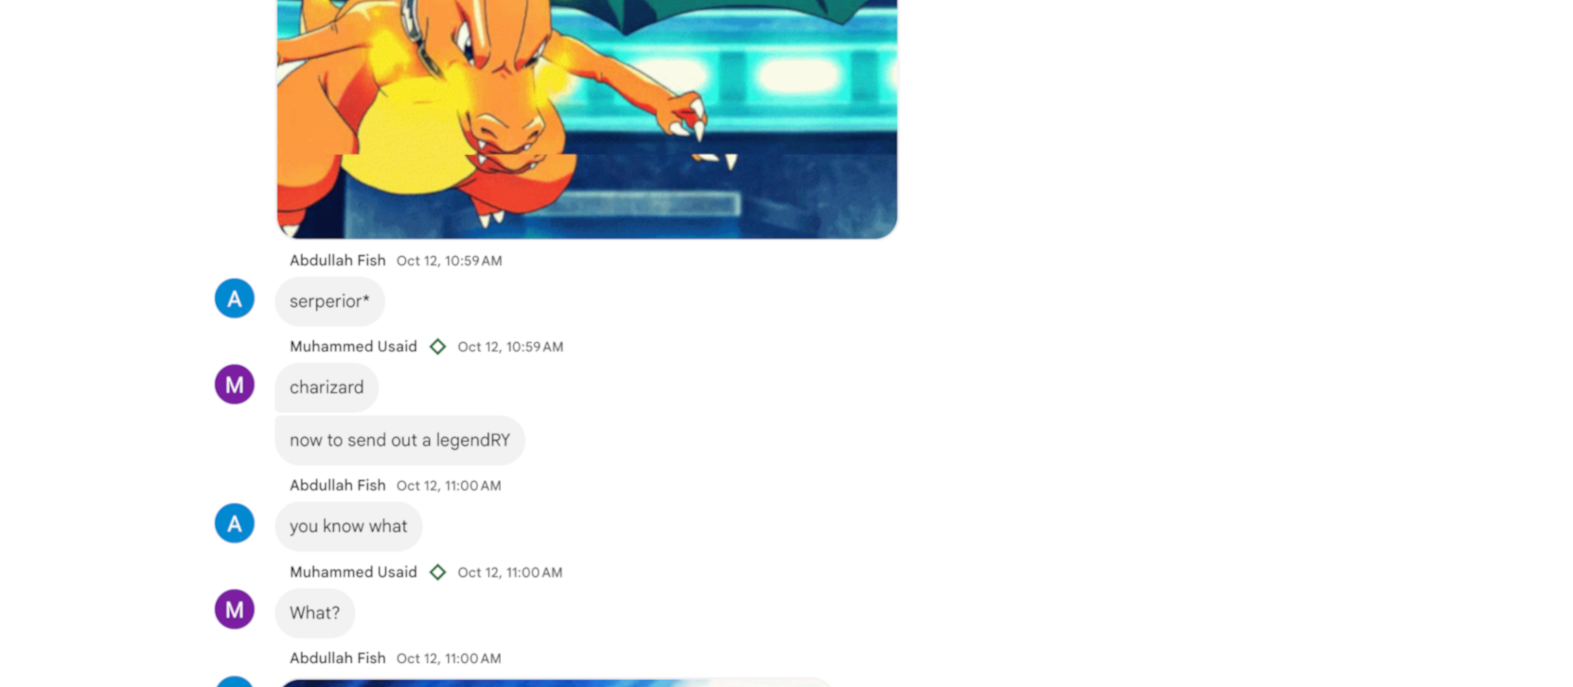 Abdullah Fish Oct 12, 10:59 AM
A
serperior*
Muhammed Usaid Oct 12, 10:59 AM
M
charizard
now to send out a legendRY
Abdullah Fish Oct 12, 11:00 AM
A
you know what
Muhammed Usaid Oct 12, 11:00 AM
M
What?
Abdullah Fish Oct 12, 11:00 AM